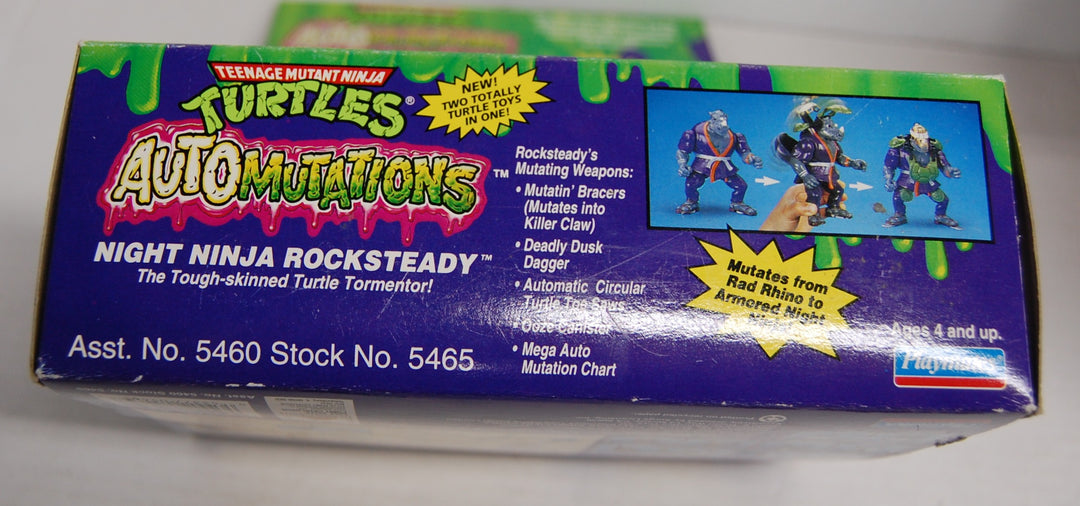 TEENAGE MUTANT NINJA
TURTLES®
AUTOMUTATIONS™
NIGHT NINJA ROCKSTEADY™
The Tough-skinned Turtle Tormentor!
Asst. No. 5460 Stock No. 5465
NEW!
TWO TOTALLY
TURTLE TOYS
IN ONE!
Rocksteady's
Mutating Weapons:
• Mutatin' Bracers
(Mutates into
Killer Claw)
• Deadly Dusk
Dagger
• Automatic Circular
Turtle Toe Saws
• Ooze Canister
• Mega Auto
Mutation Chart
Mutates from
Rad Rhino to
Armored Night
Ages 4 and up.
Playmates